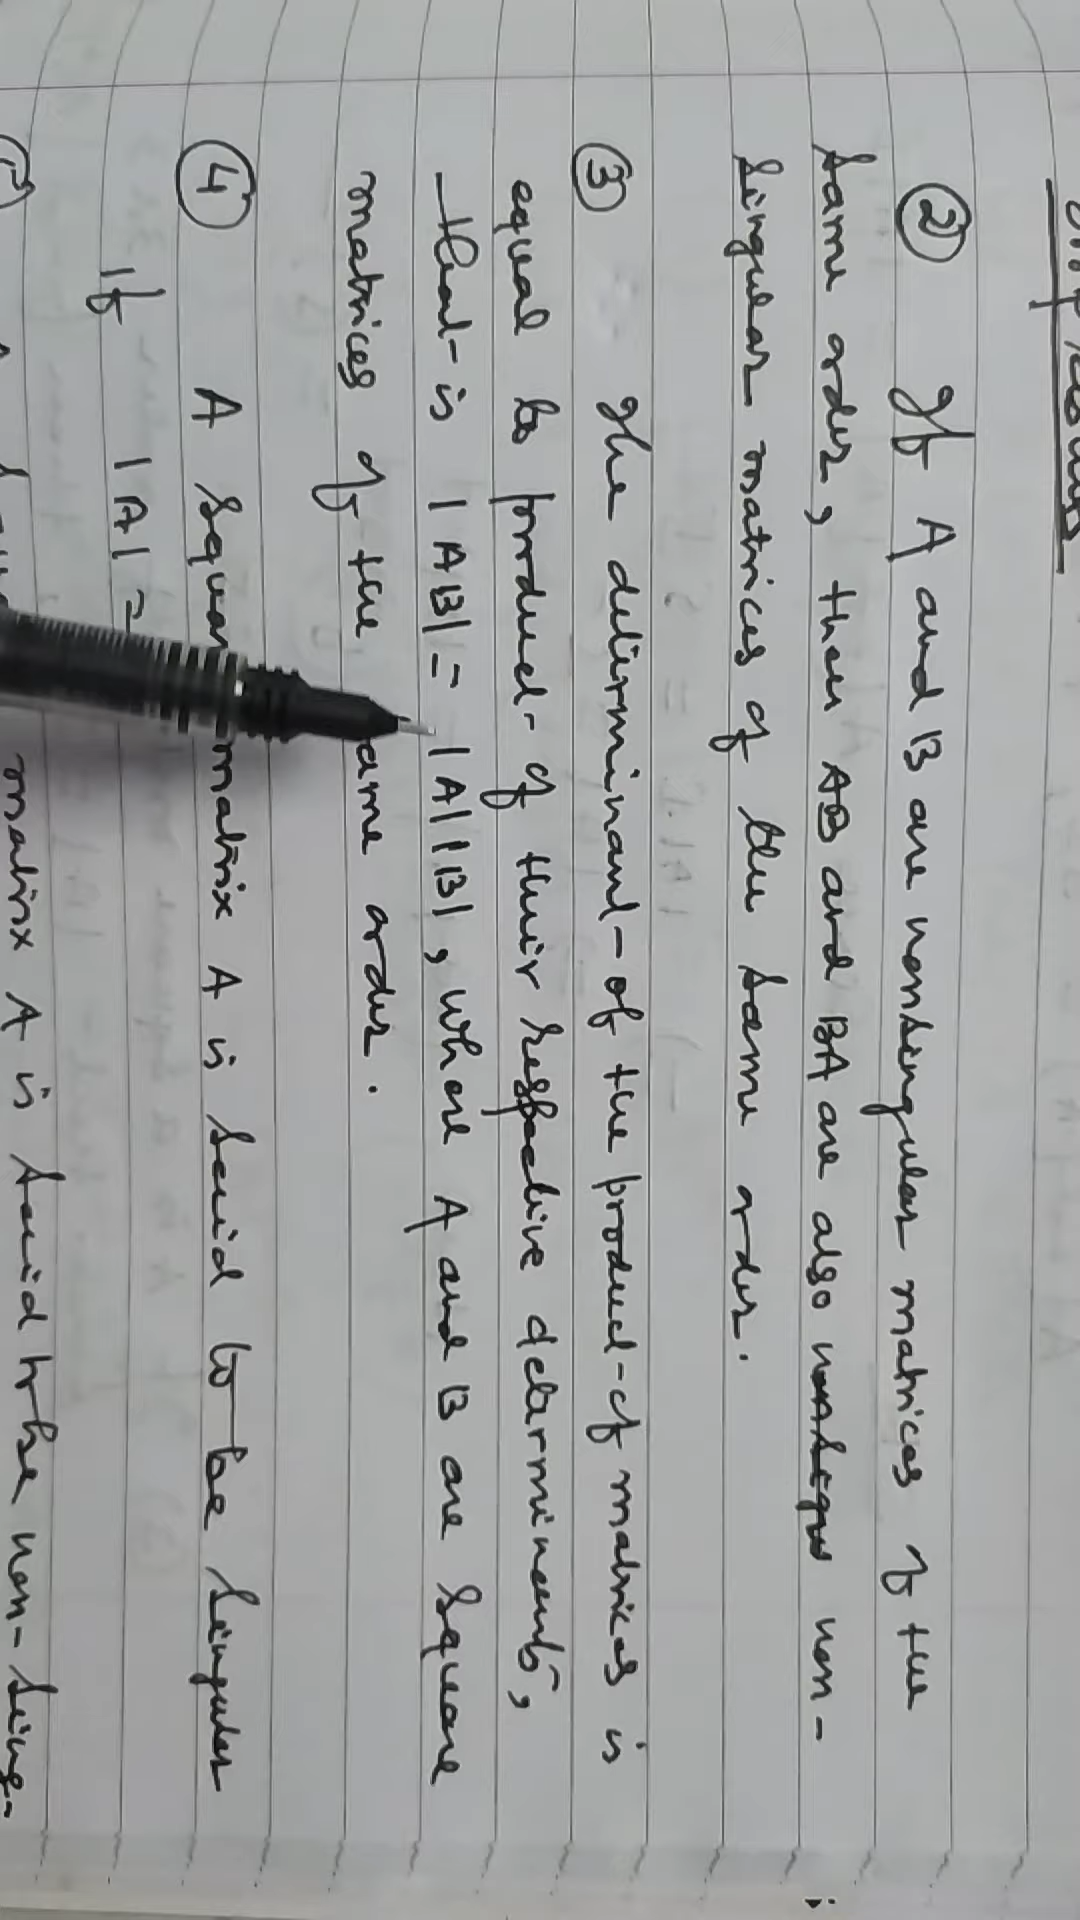 ② If A and B are nonsingular matrices of the
same order, then AB and BA are also non-
singular matrices of the same order.
③ The determinant of the product of matrices is
equal to product of their respective determinants,
that is |AB| = |A||B|, where A and B are square
matrices of the same order.
④ A square matrix A is said to be singular
if |A| =
matrix A is said to be non-sing-